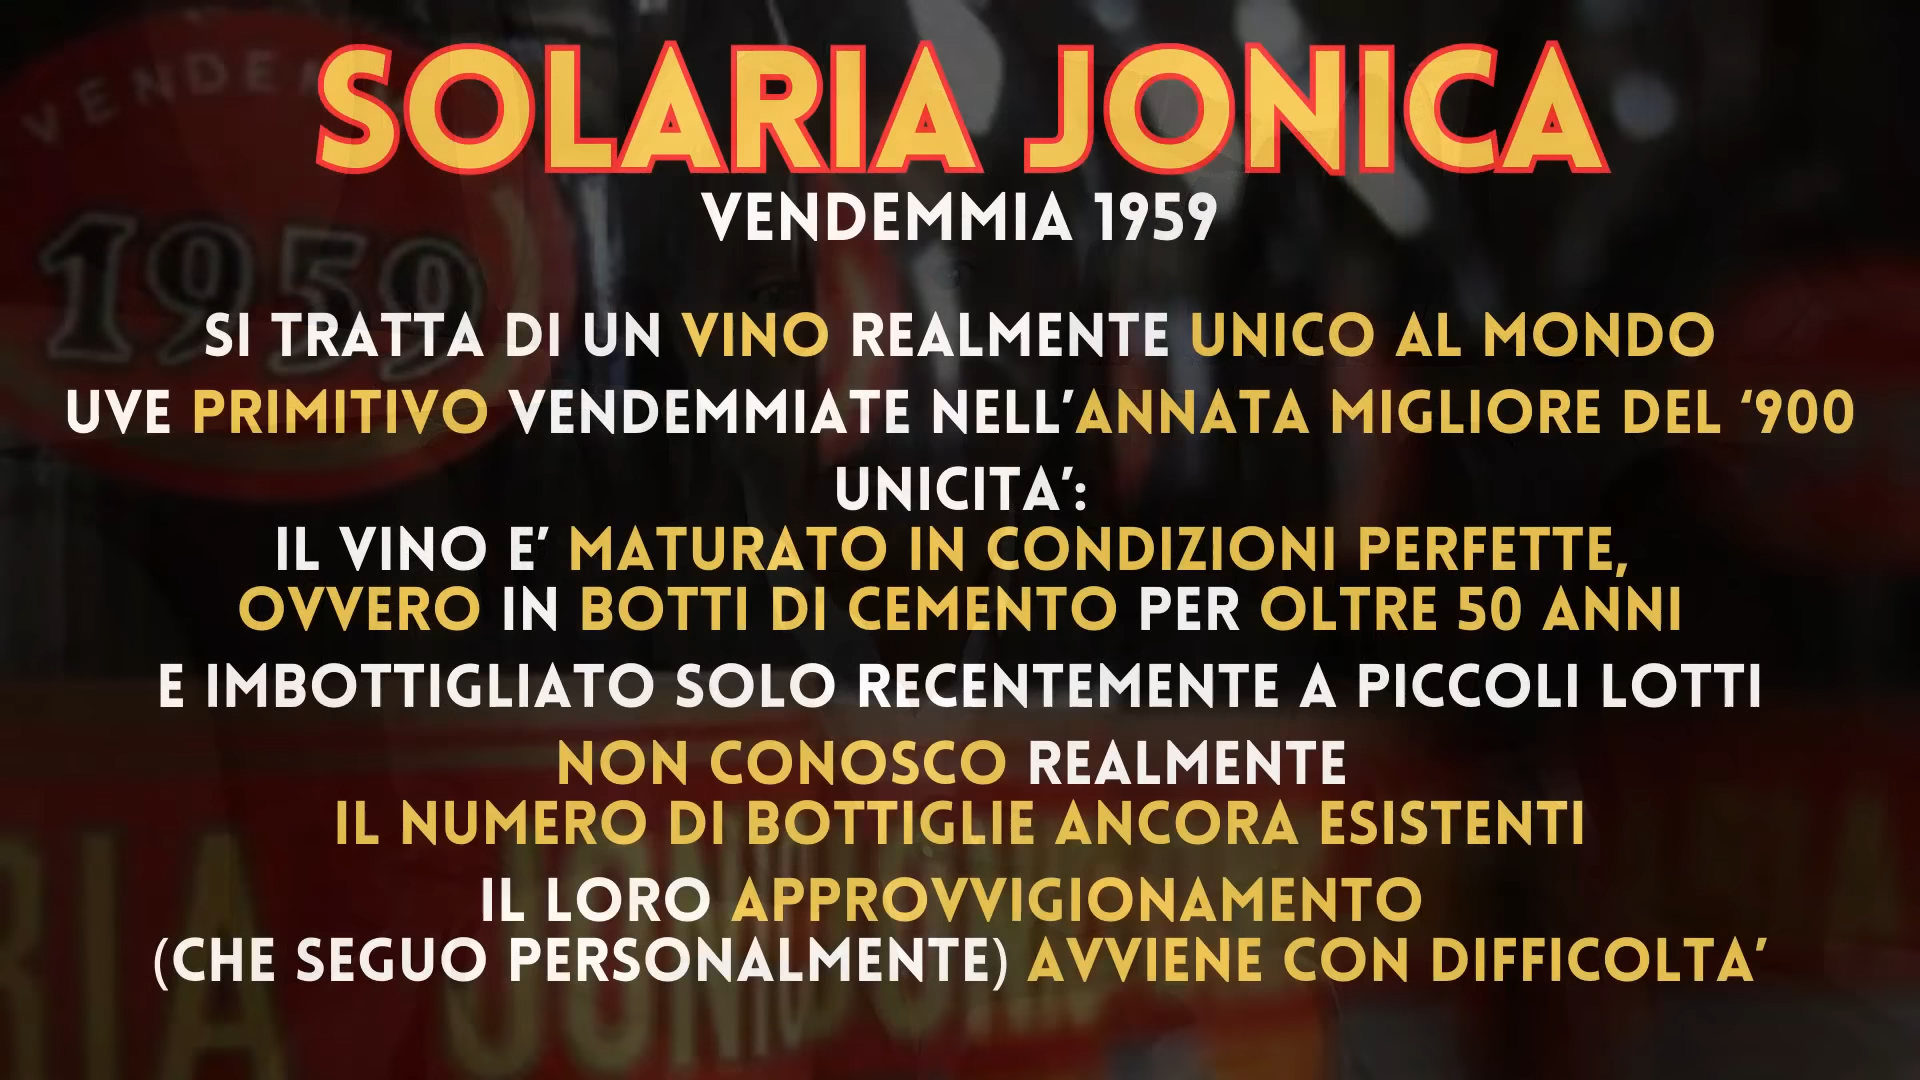 SOLARIA JONICA
VENDEMMIA 1959
SI TRATTA DI UN VINO REALMENTE UNICO AL MONDO
UVE PRIMITIVO VENDEMMIATE NELL'ANNATA MIGLIORE DEL '900
UNICITA':
IL VINO E' MATURATO IN CONDIZIONI PERFETTE,
OVVERO IN BOTTI DI CEMENTO PER OLTRE 50 ANNI
E IMBOTTIGLIATO SOLO RECENTEMENTE A PICCOLI LOTTI
NON CONOSCO REALMENTE
IL NUMERO DI BOTTIGLIE ANCORA ESISTENTI
IL LORO APPROVVIGIONAMENTO
(CHE SEGUO PERSONALMENTE) AVVIENE CON DIFFICOLTA'
1959